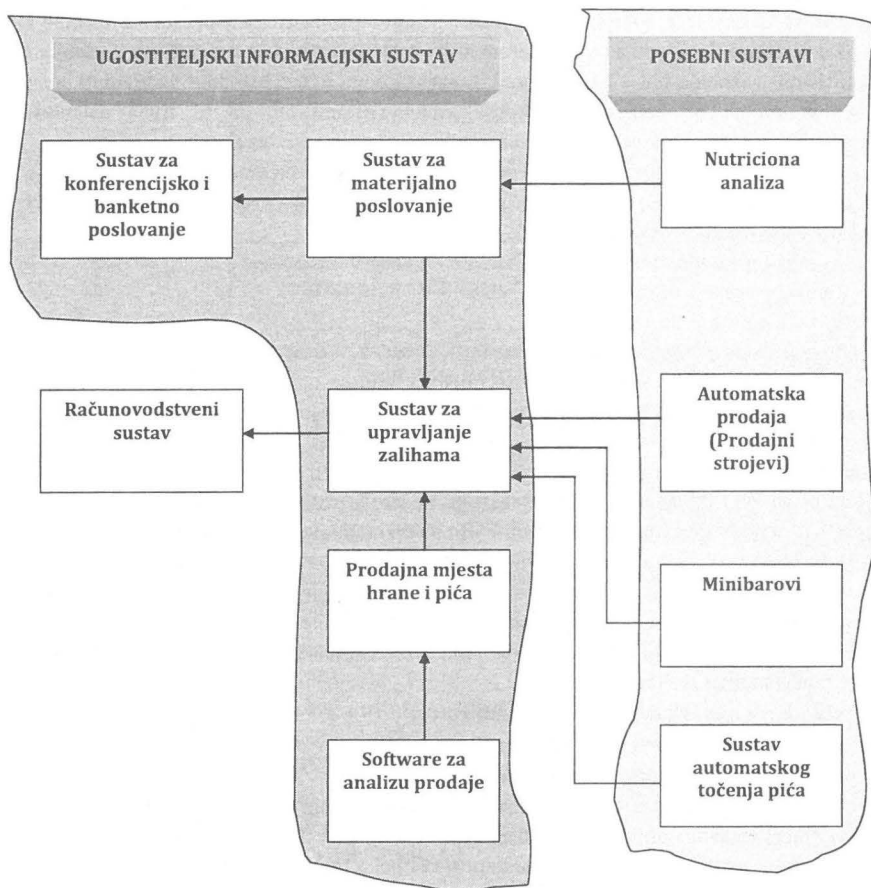 UGOSTITELJSKI INFORMACIJSKI SUSTAV
POSEBNI SUSTAVI
Sustav za
konferencijsko i
banketno
poslovanje
Sustav za
materijalno
poslovanje
Nutriciona
analiza
Računovodstveni
sustav
Sustav za
upravljanje
zalihama
Automatska
prodaja
(Prodajni
strojevi)
Prodajna mjesta
hrane i pića
Minibarovi
Software za
analizu prodaje
Sustav
automatskog
točenja pića